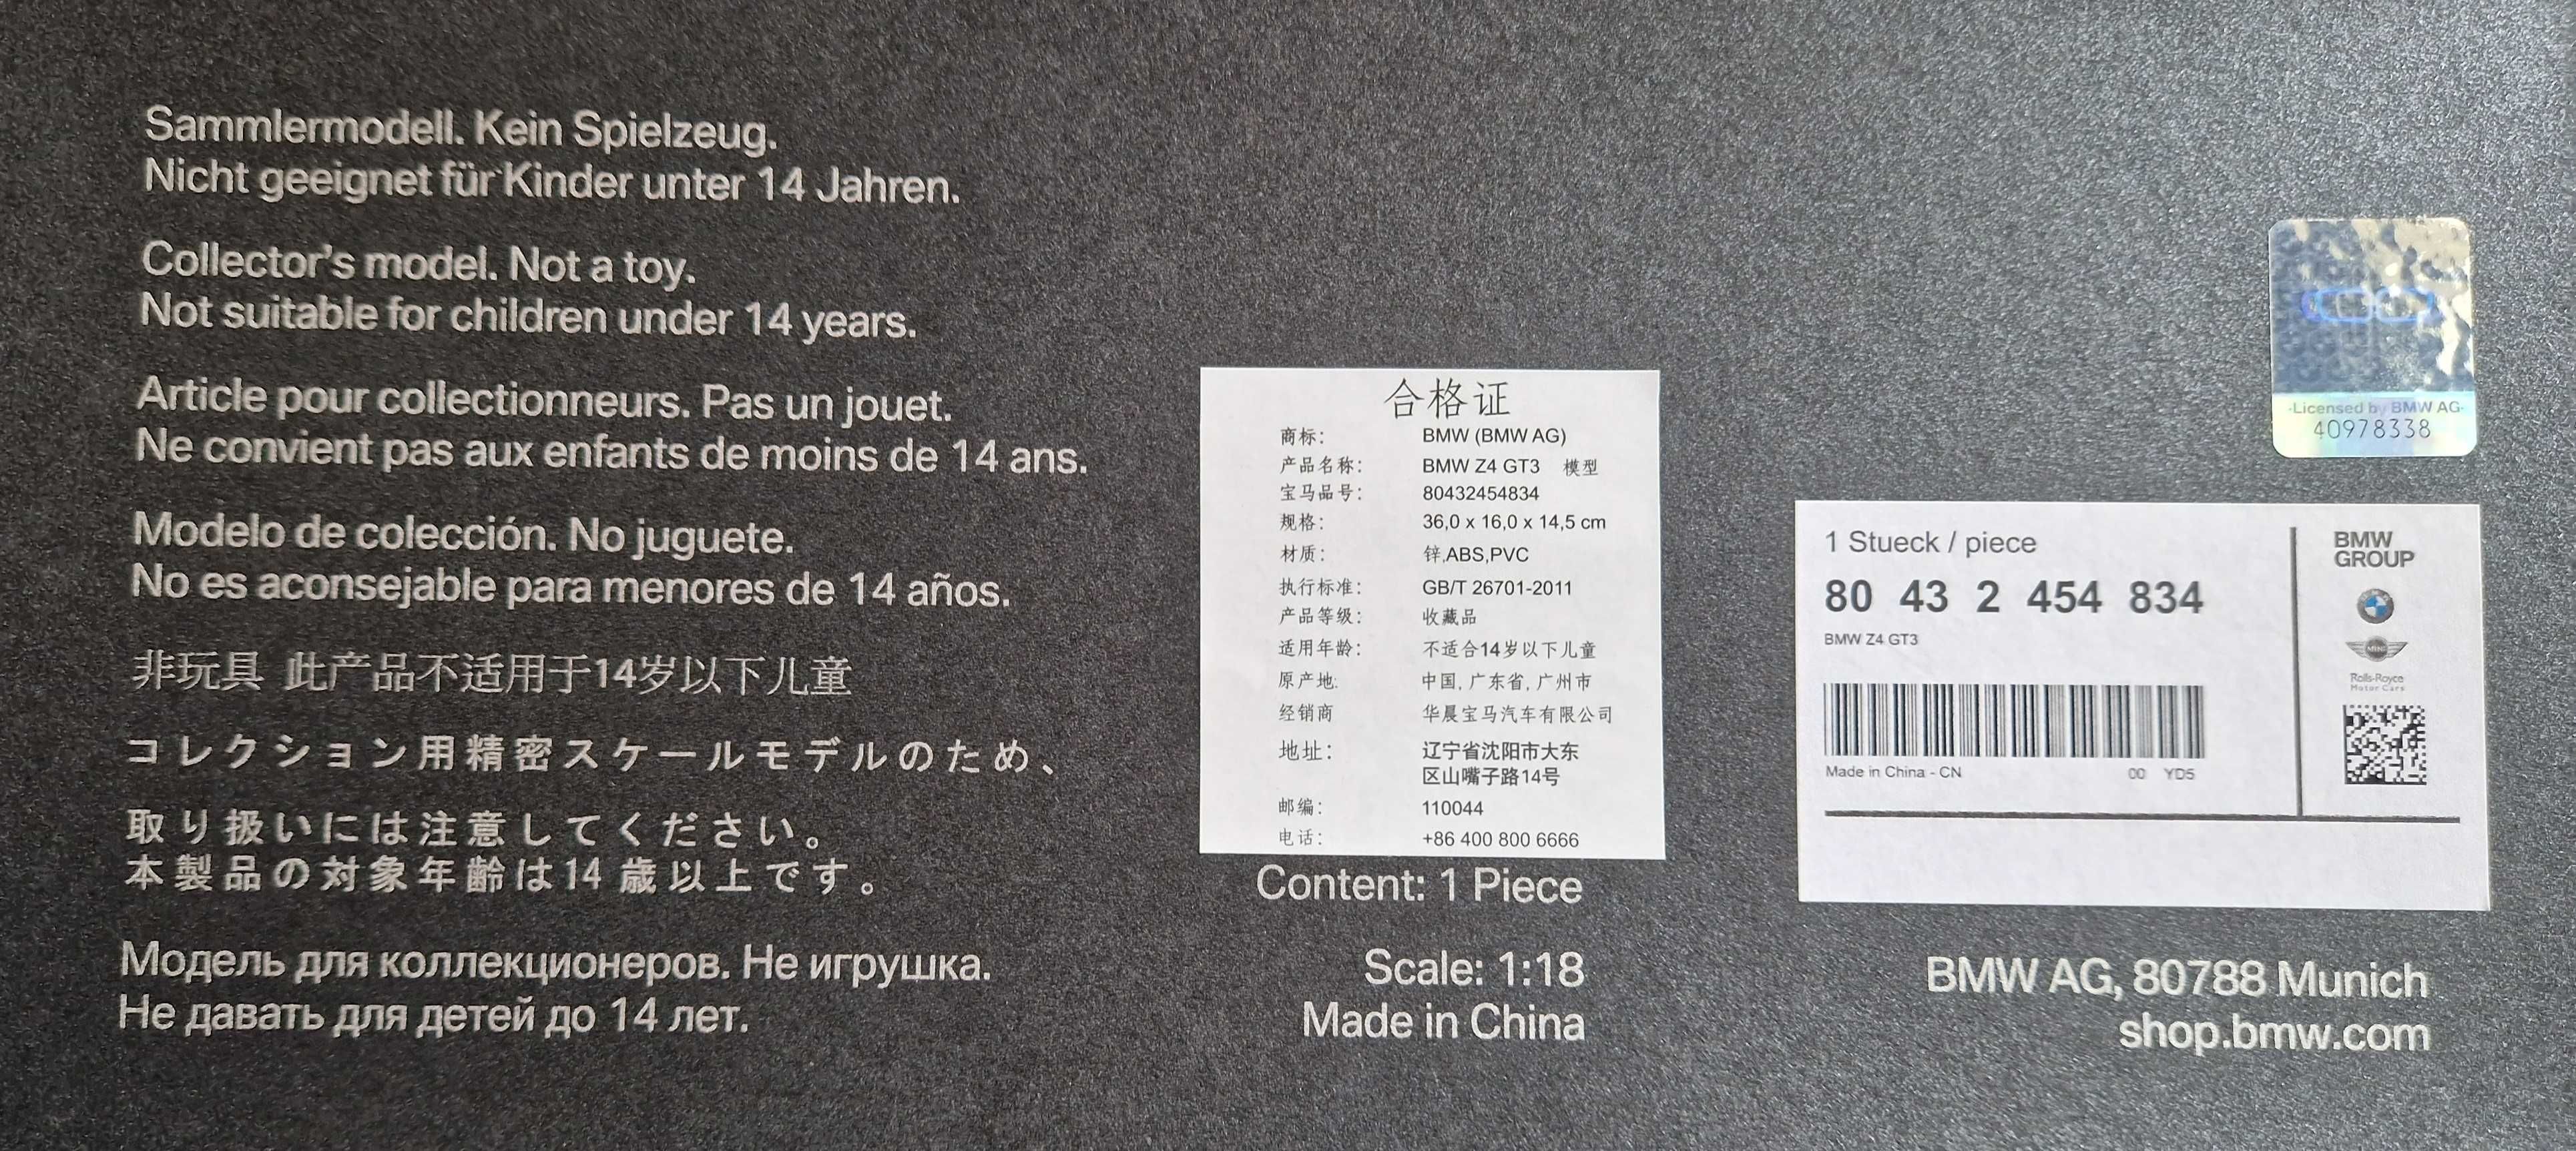 Sammlermodell. Kein Spielzeug.
Nicht geeignet für Kinder unter 14 Jahren.
Collector's model. Not a toy.
Not suitable for children under 14 years.
Article pour collectionneurs. Pas un jouet.
Ne convient pas aux enfants de moins de 14 ans.
Modelo de colección. No juguete.
No es aconsejable para menores de 14 años.
非玩具 此产品不适用于14岁以下儿童
コレクション用精密スケールモデルのため、
取り扱いには注意してください。
本製品の対象年齢は14歳以上です。
Модель для коллекционеров. Не игрушка.
Не давать для детей до 14 лет.
合格证
商标: BMW (BMW AG)
产品名称: BMW Z4 GT3 模型
宝马品号: 80432454834
规格: 36,0 x 16,0 x 14,5 cm
材质: 锌,ABS,PVC
执行标准: GB/T 26701-2011
产品等级: 收藏品
适用年龄: 不适合14岁以下儿童
原产地: 中国, 广东省, 广州市
经销商 华晨宝马汽车有限公司
地址: 辽宁省沈阳市大东
区山嘴子路14号
邮编: 110044
电话: +86 400 800 6666
Content: 1 Piece
Scale: 1:18
Made in China
-Licensed by BMW AG-
40978338
1 Stueck / piece
80 43 2 454 834
BMW Z4 GT3
Made in China - CN 00 YD5
BMW
GROUP
MINI
Rolls-Royce
Motor Cars
BMW AG, 80788 Munich
shop.bmw.com